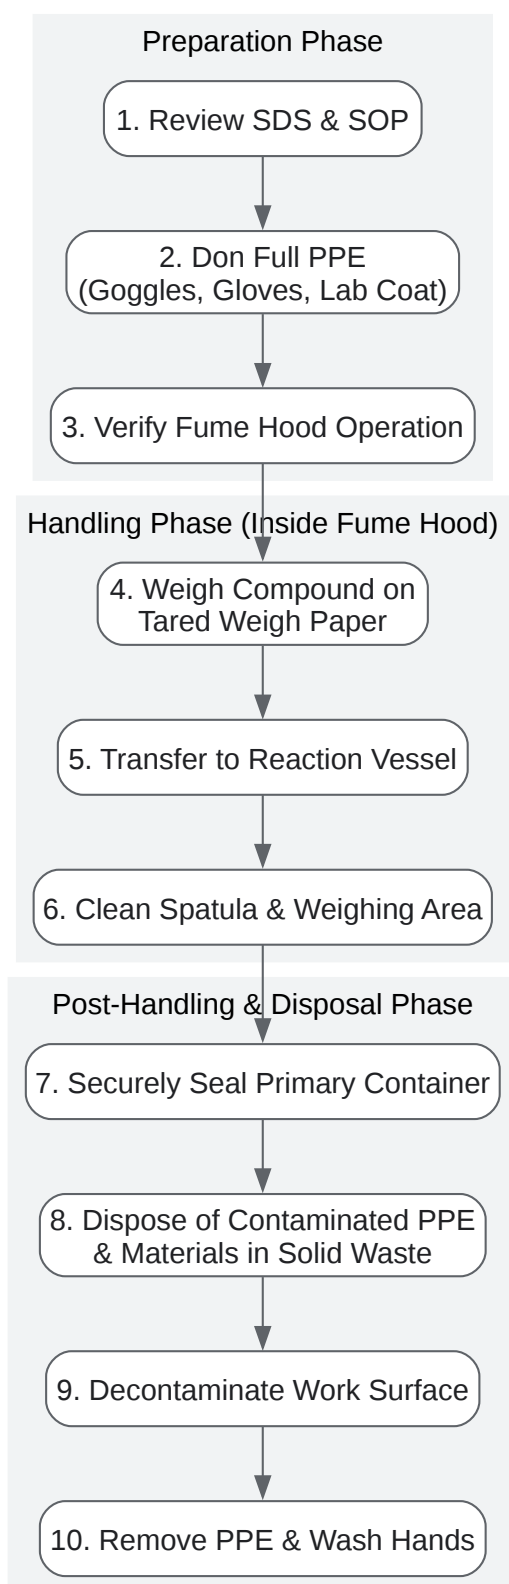 Preparation Phase
1. Review SDS & SOP
2. Don Full PPE
(Goggles, Gloves, Lab Coat)
3. Verify Fume Hood Operation
Handling Phase (Inside Fume Hood)
4. Weigh Compound on
Tared Weigh Paper
5. Transfer to Reaction Vessel
6. Clean Spatula & Weighing Area
Post-Handling & Disposal Phase
7. Securely Seal Primary Container
8. Dispose of Contaminated PPE
& Materials in Solid Waste
9. Decontaminate Work Surface
10. Remove PPE & Wash Hands